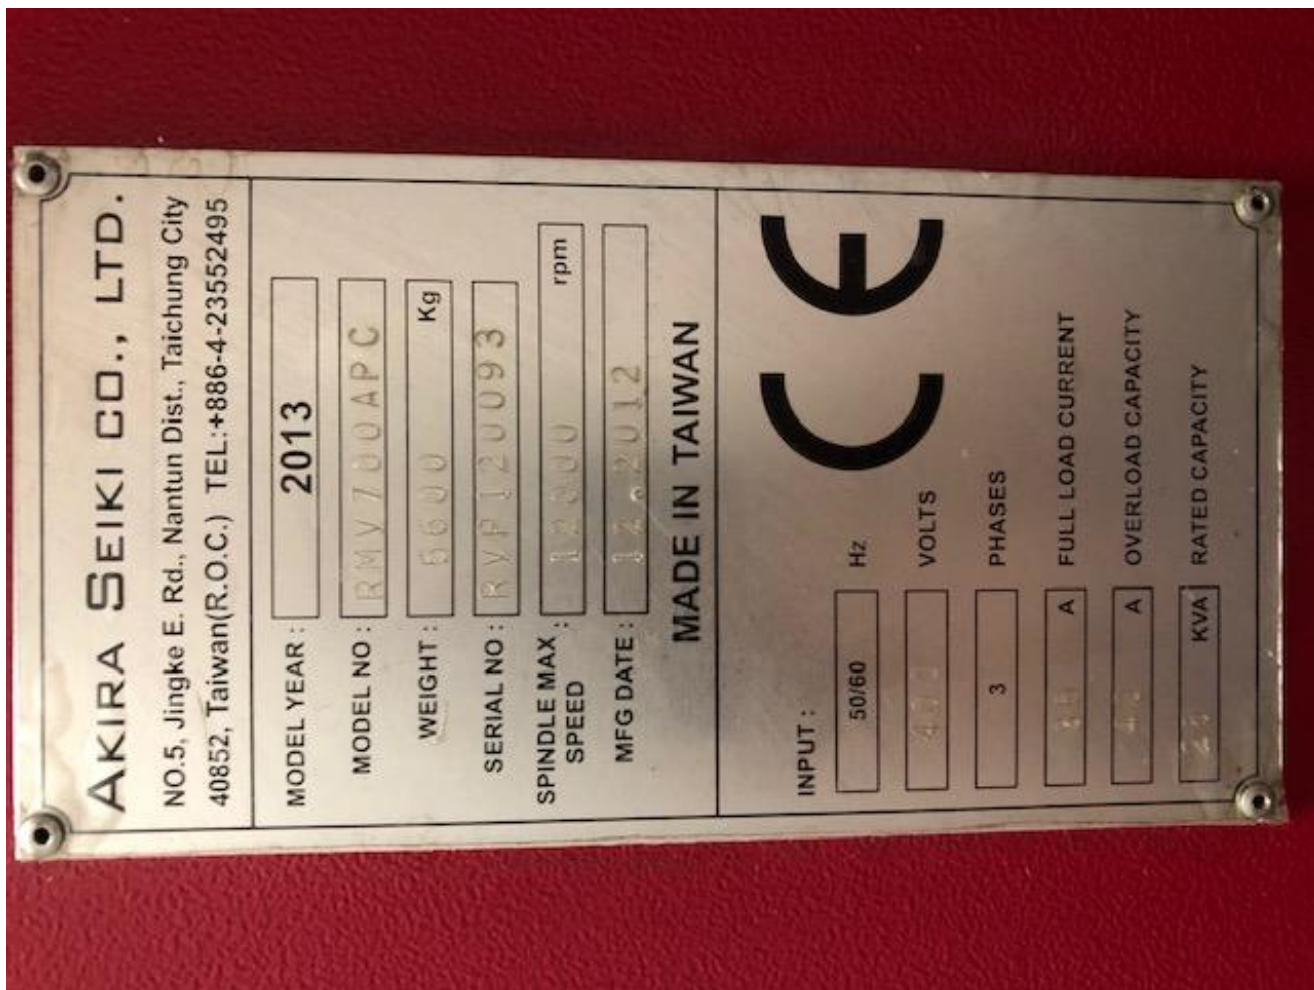 AKIRA SEIKI CO., LTD.
NO.5, Jingke E. Rd., Nantun Dist., Taichung City
40852, Taiwan(R.O.C.) TEL:+886-4-23552495
MODEL YEAR : 2013
MODEL NO : RMV700APC
WEIGHT : Kg
SERIAL NO : RVP120093
SPINDLE MAX SPEED : 12000 rpm
MFG DATE : 12.2012
MADE IN TAIWAN
CE
INPUT :
50/60 Hz
VOLTS
3 PHASES
A FULL LOAD CURRENT
A OVERLOAD CAPACITY
KVA RATED CAPACITY